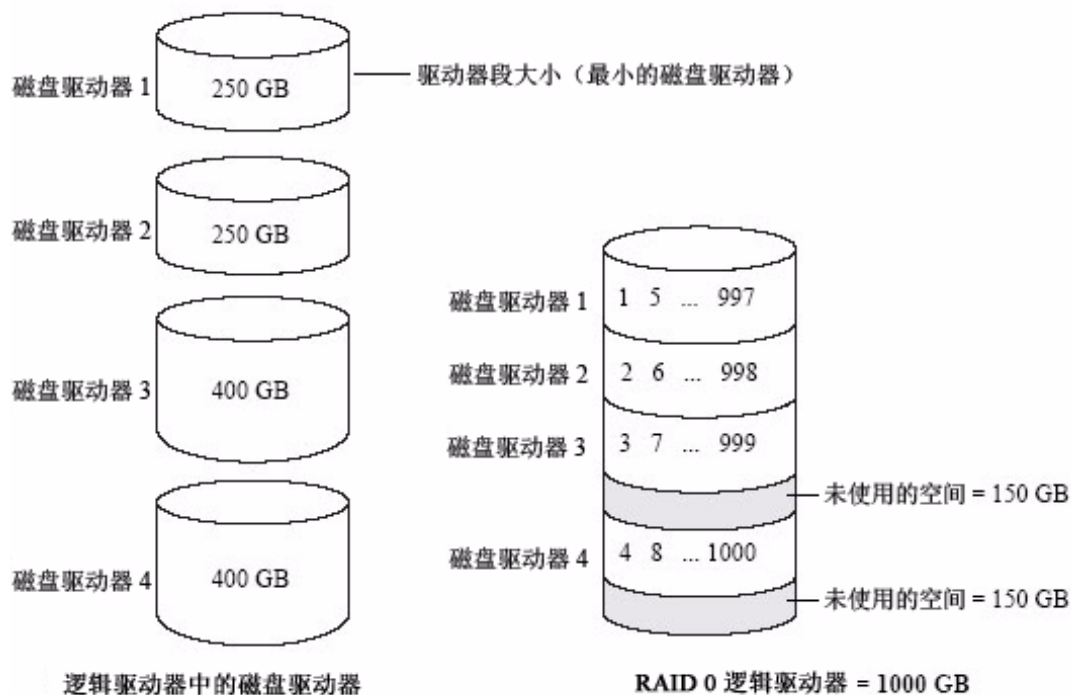 磁盘驱动器 1
250 GB
驱动器段大小（最小的磁盘驱动器）
磁盘驱动器 2
250 GB
磁盘驱动器 3
400 GB
磁盘驱动器 4
400 GB
逻辑驱动器中的磁盘驱动器
磁盘驱动器 1
1 5 ... 997
磁盘驱动器 2
2 6 ... 998
磁盘驱动器 3
3 7 ... 999
未使用的空间 = 150 GB
磁盘驱动器 4
4 8 ... 1000
未使用的空间 = 150 GB
RAID 0 逻辑驱动器 = 1000 GB